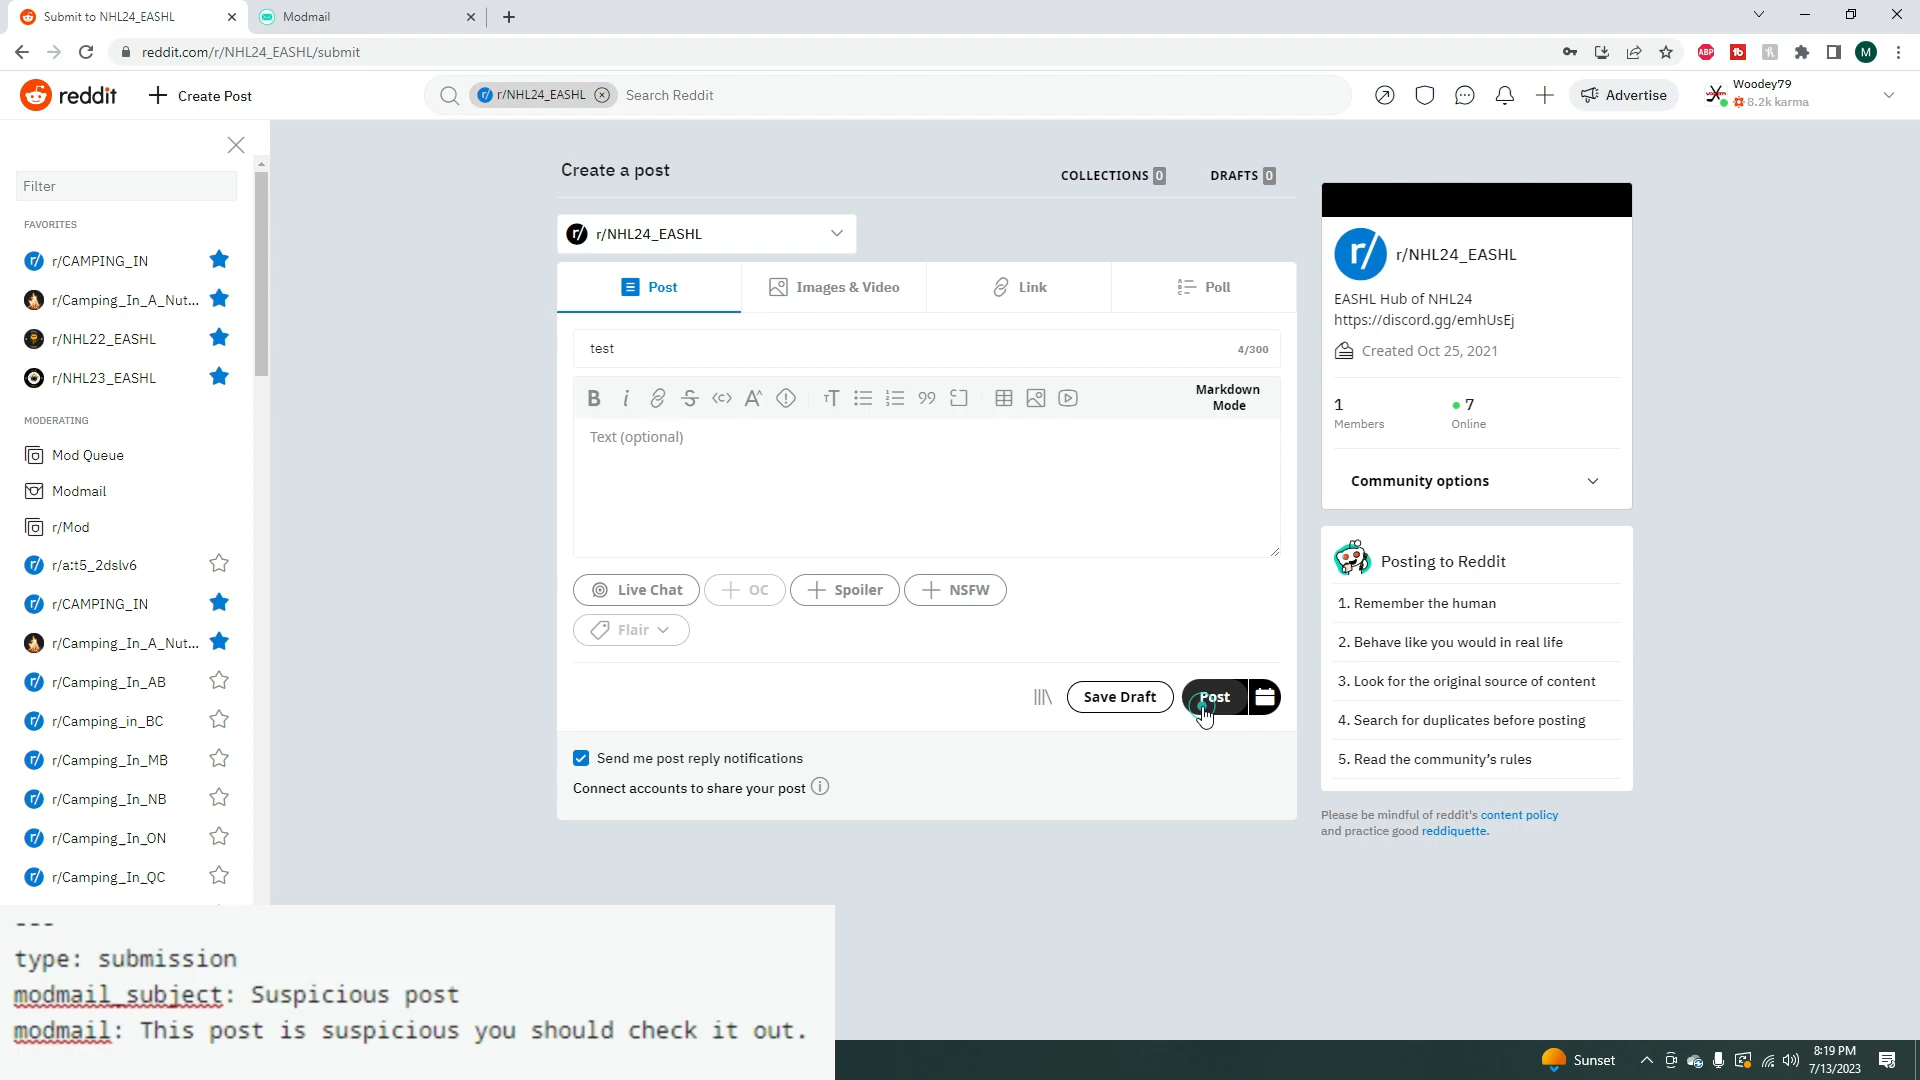 Submit to NHL24_EASHL
Modmail
reddit.com/r/NHL24_EASHL/submit
ABP
M
reddit
Create Post
r/NHL24_EASHL
Search Reddit
Advertise
Woodey79
8.2k karma
Filter
FAVORITES
r/CAMPING_IN
r/Camping_In_A_Nut...
r/NHL22_EASHL
r/NHL23_EASHL
MODERATING
Mod Queue
Modmail
r/Mod
r/a:t5_2dslv6
r/CAMPING_IN
r/Camping_In_A_Nut...
r/Camping_In_AB
r/Camping_in_BC
r/Camping_In_MB
r/Camping_In_NB
r/Camping_In_ON
r/Camping_In_QC
Create a post
COLLECTIONS 0
DRAFTS 0
r/NHL24_EASHL
Post
Images & Video
Link
Poll
test
4/300
Markdown
Mode
Text (optional)
Live Chat
OC
Spoiler
NSFW
Flair
Save Draft
Post
Send me post reply notifications
Connect accounts to share your post
r/ r/NHL24_EASHL
EASHL Hub of NHL24
https://discord.gg/emhUsEj
Created Oct 25, 2021
1
Members
7
Online
Community options
Posting to Reddit
1. Remember the human
2. Behave like you would in real life
3. Look for the original source of content
4. Search for duplicates before posting
5. Read the community's rules
Please be mindful of reddit's content policy
and practice good reddiquette.
---
type: submission
modmail_subject: Suspicious post
modmail: This post is suspicious you should check it out.
Sunset
8:19 PM
7/13/2023